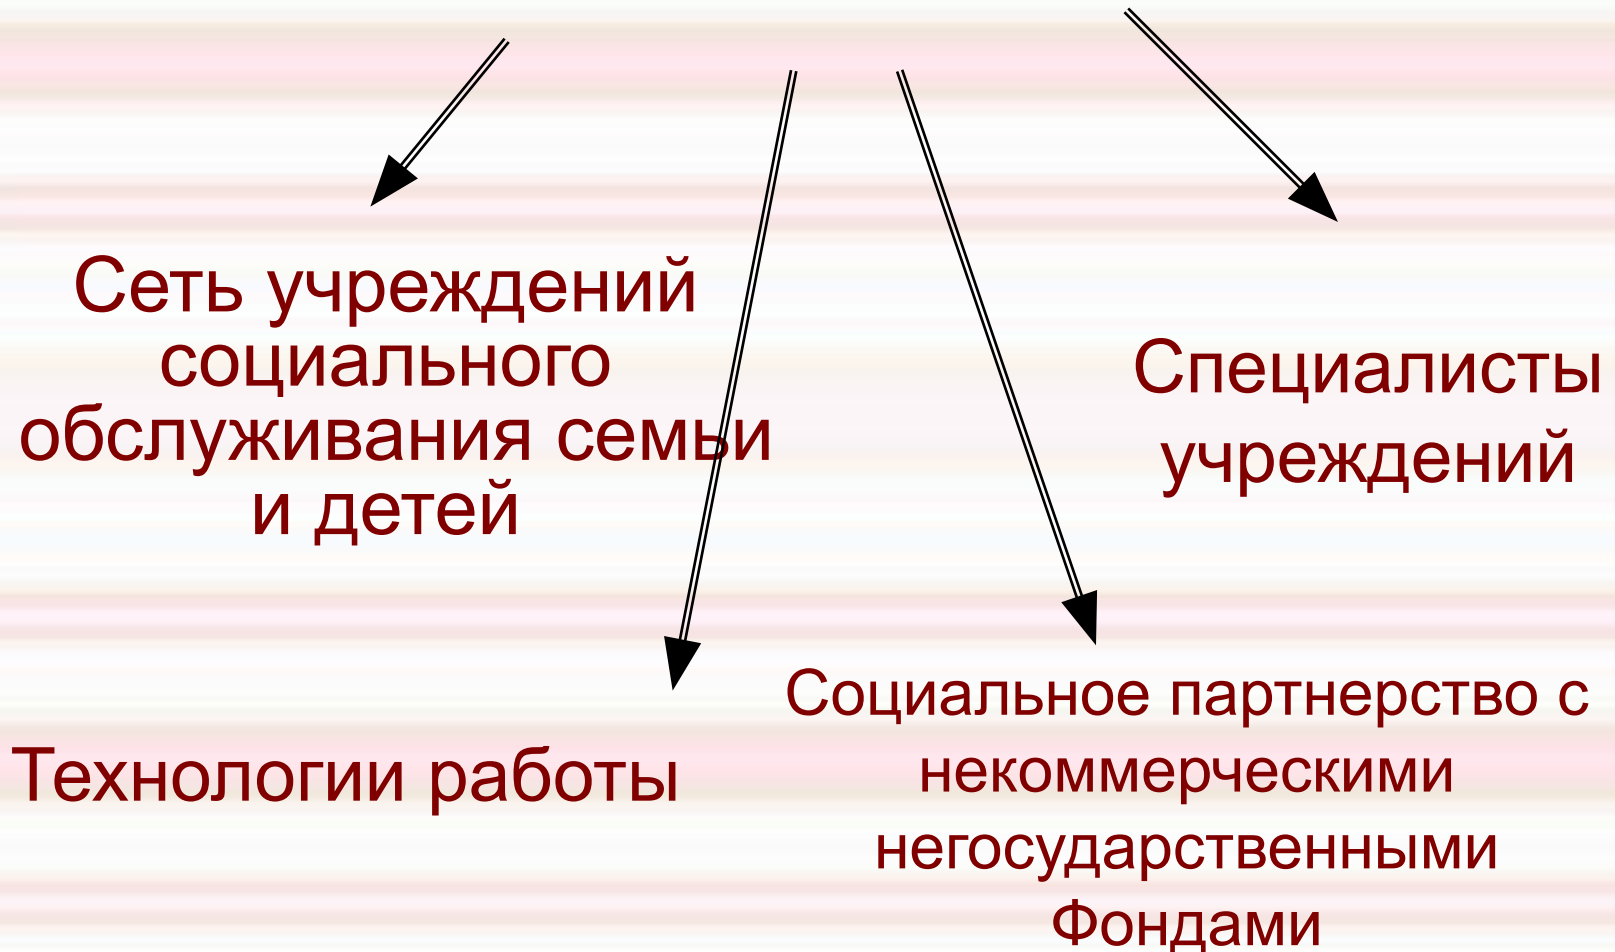 Сеть учреждений
социального
обслуживания семьи
и детей
Специалисты
учреждений
Технологии работы
Социальное партнерство с
некоммерческими
негосударственными
Фондами